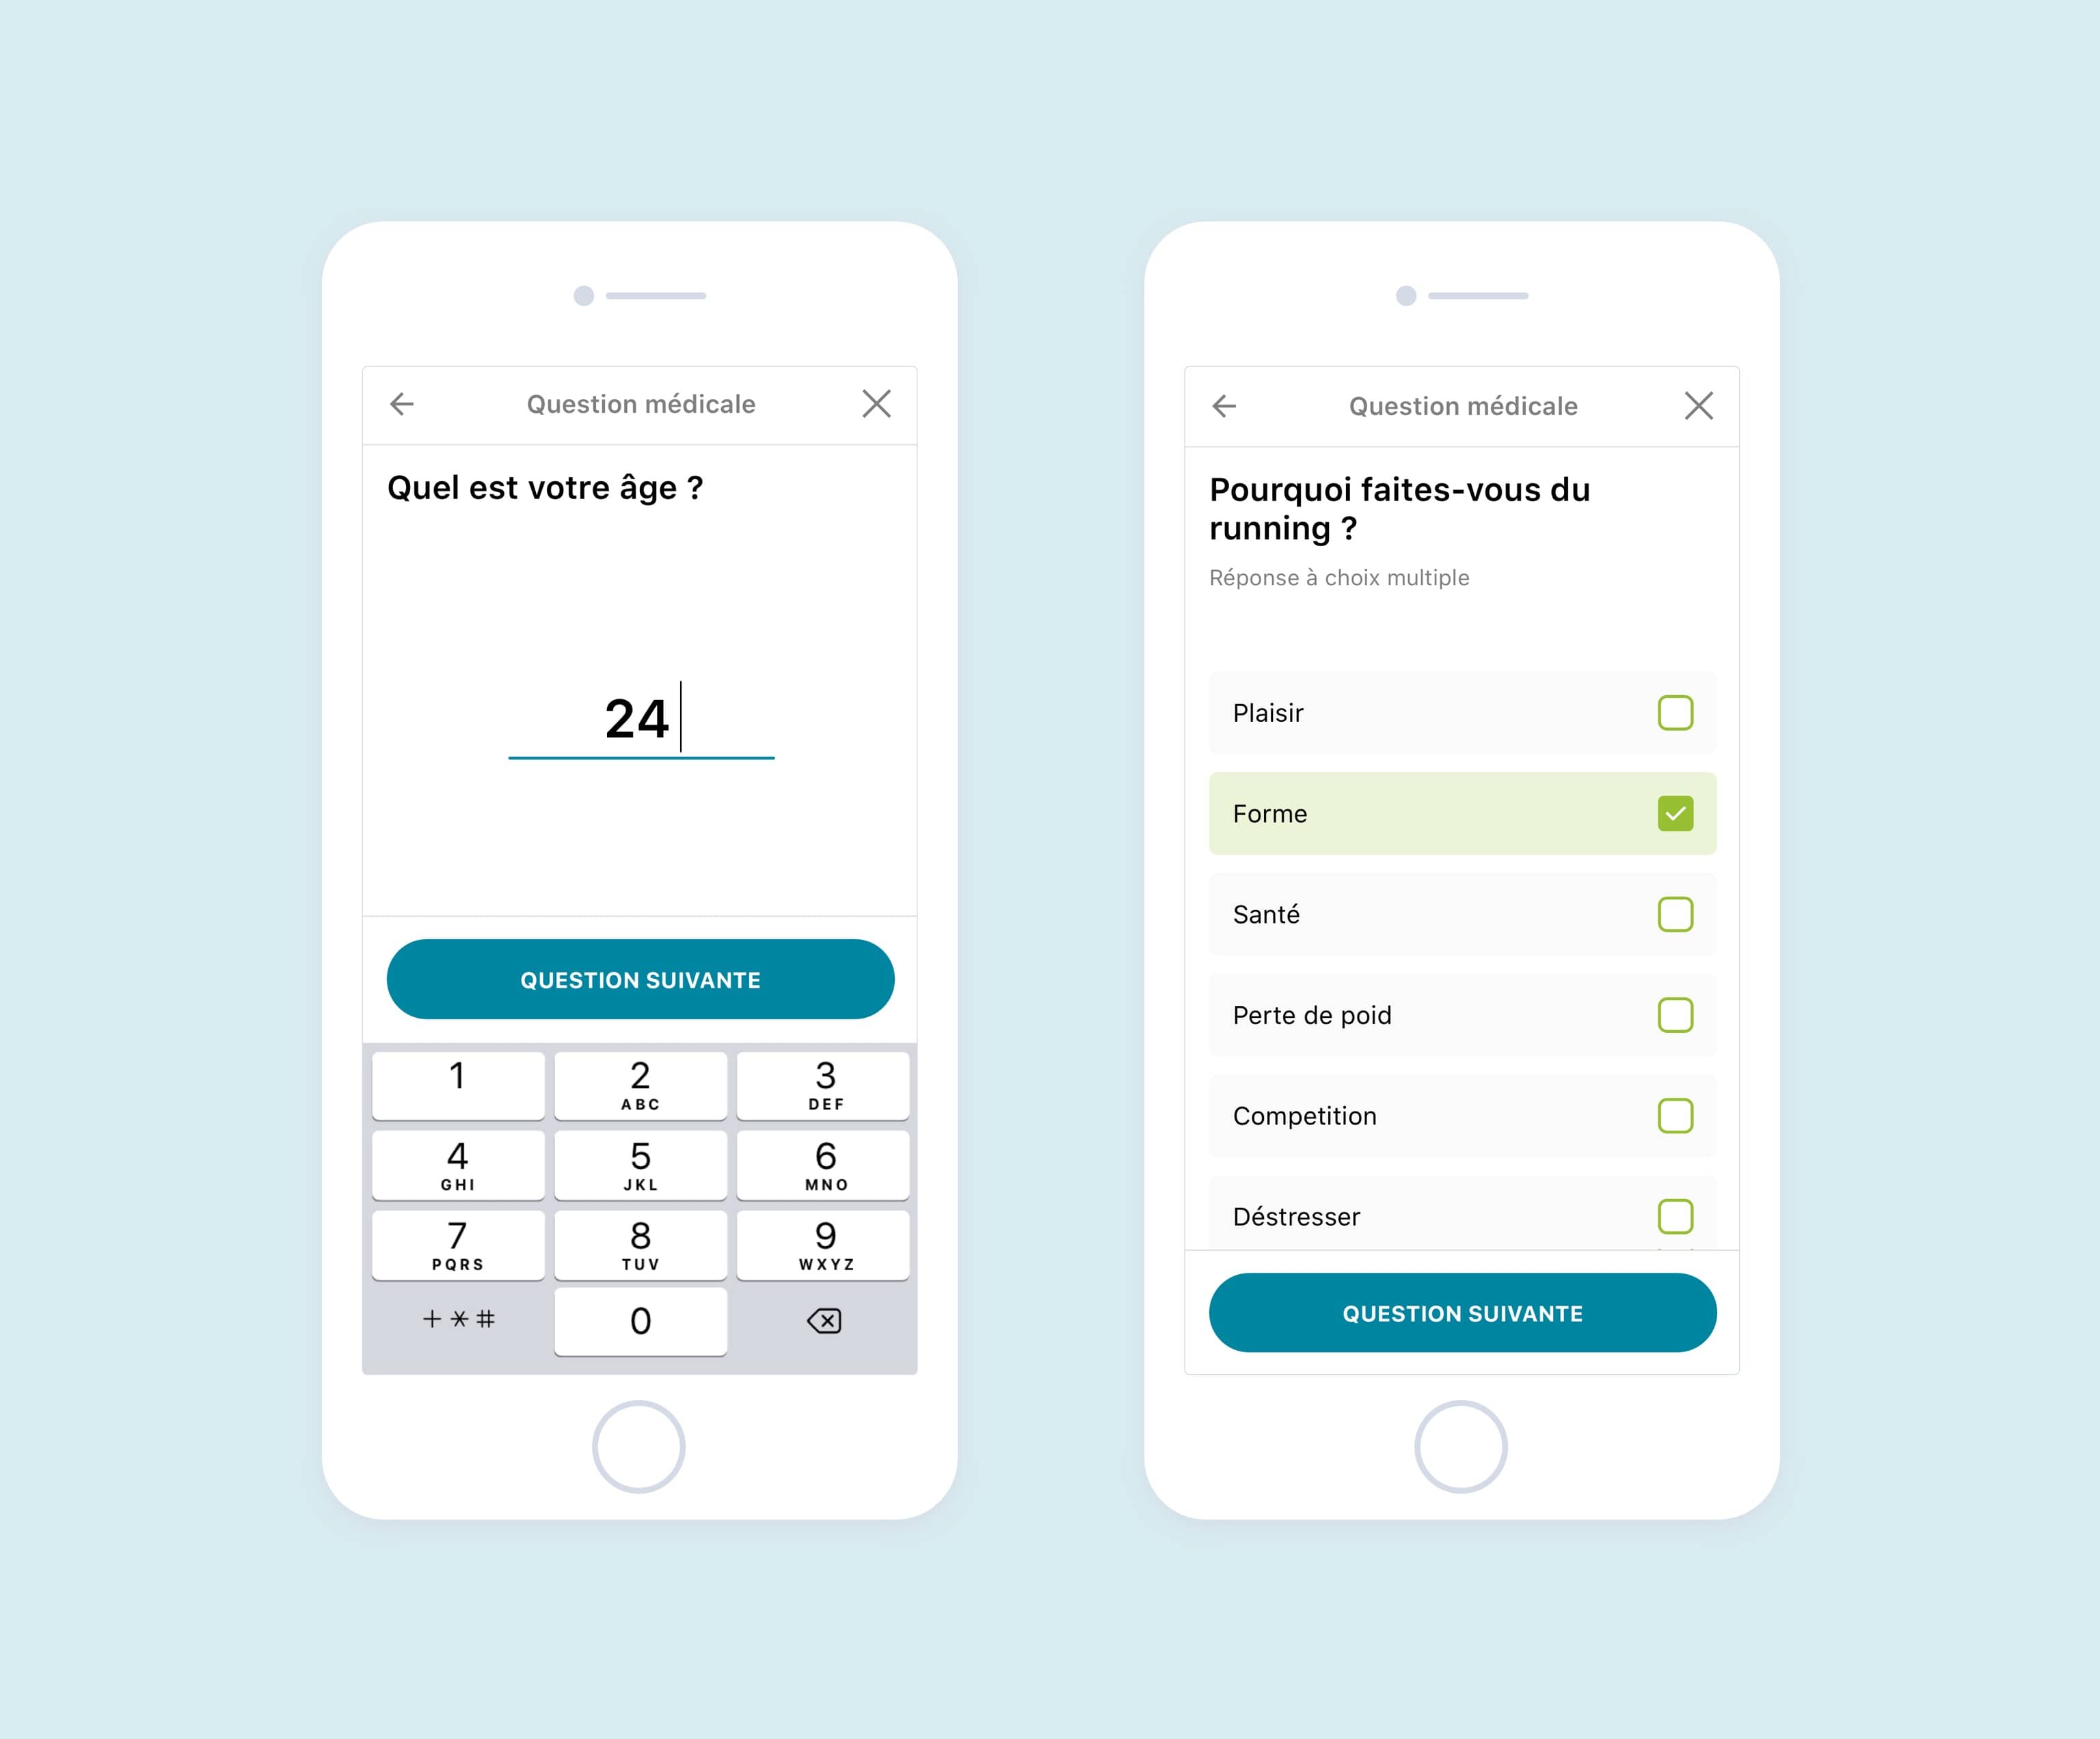 Question médicale
Quel est votre âge ?
24
QUESTION SUIVANTE
1
2
ABC
3
DEF
4
GHI
5
JKL
6
MNO
7
PQRS
8
TUV
9
WXYZ
+ * #
0
Question médicale
Pourquoi faites-vous du
running ?
Réponse à choix multiple
Plaisir
Forme
Santé
Perte de poid
Competition
Déstresser
QUESTION SUIVANTE